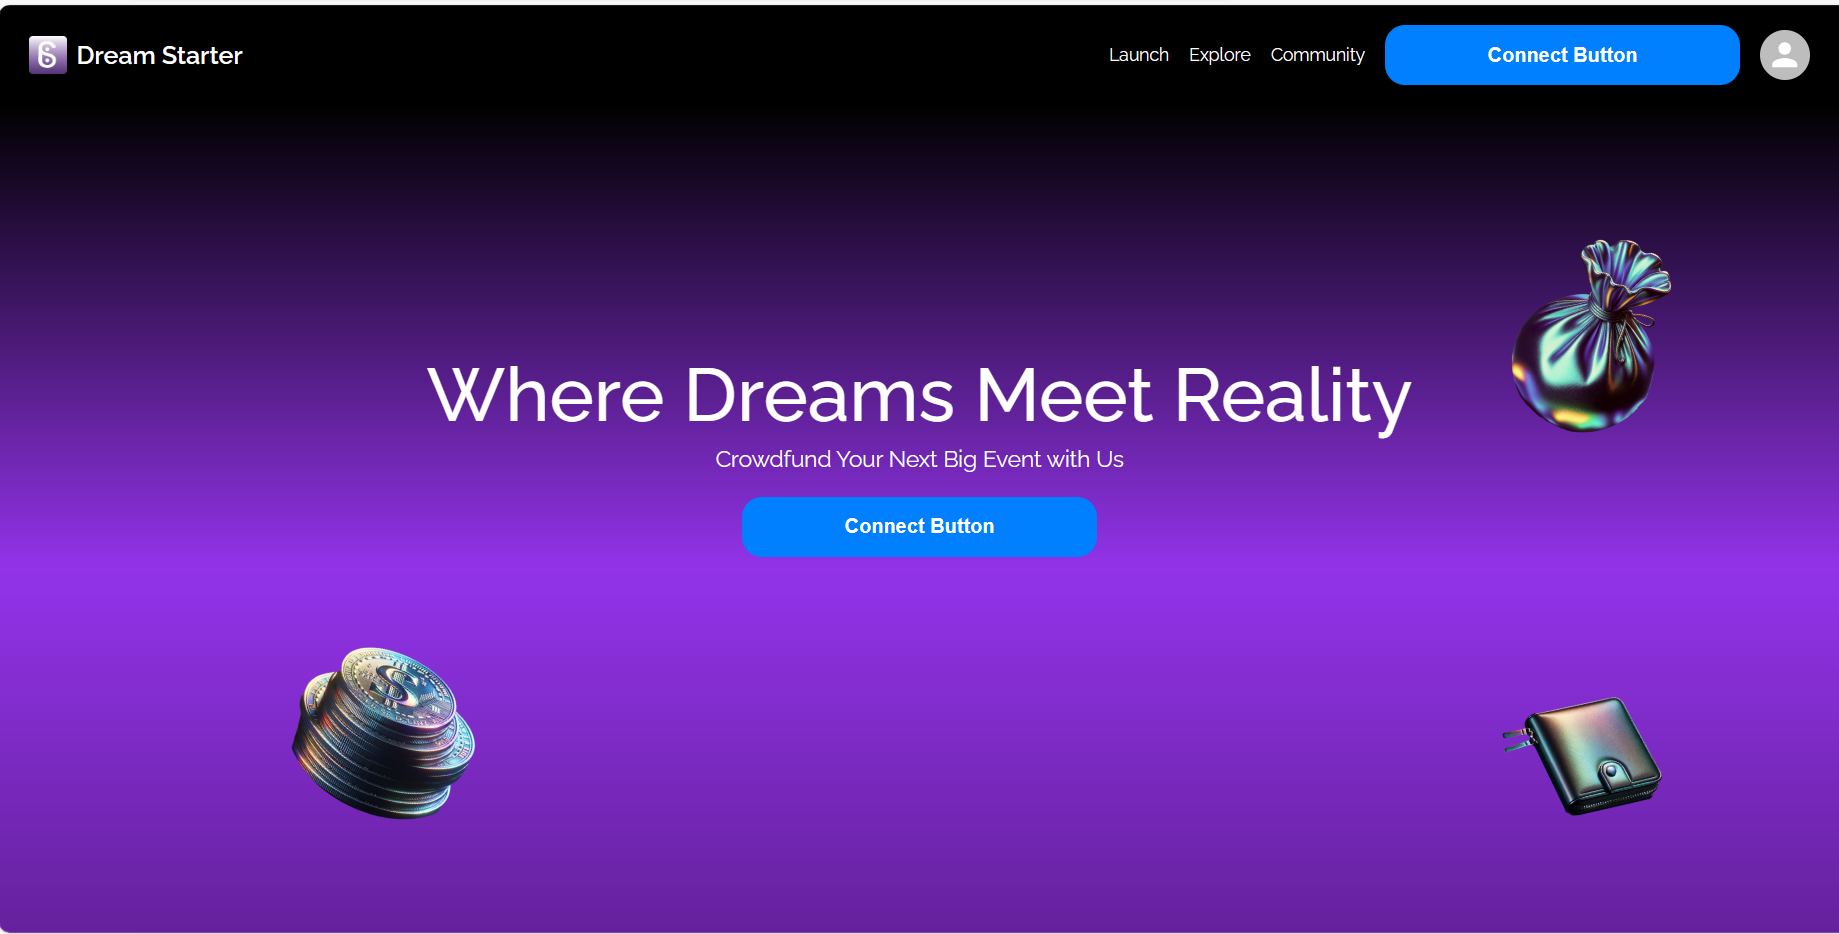 Dream Starter
Launch
Explore
Community
Connect Button
Where Dreams Meet Reality
Crowdfund Your Next Big Event with Us
Connect Button